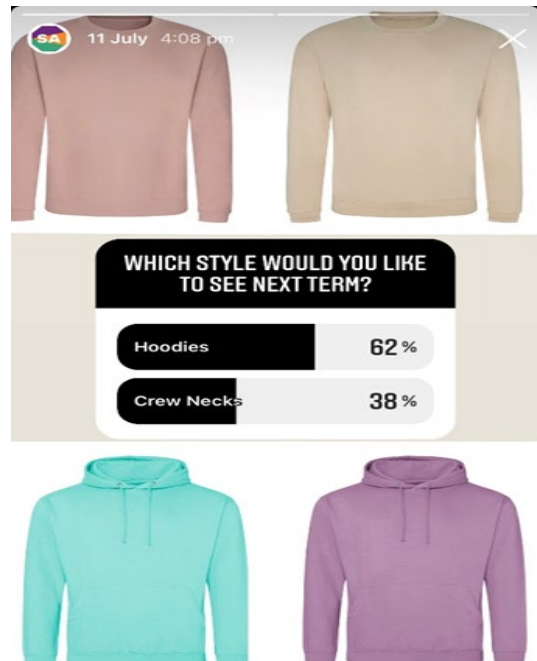 SA 11 July 4:08 pm
WHICH STYLE WOULD YOU LIKE
TO SEE NEXT TERM?
Hoodies 62%
Crew Necks 38%